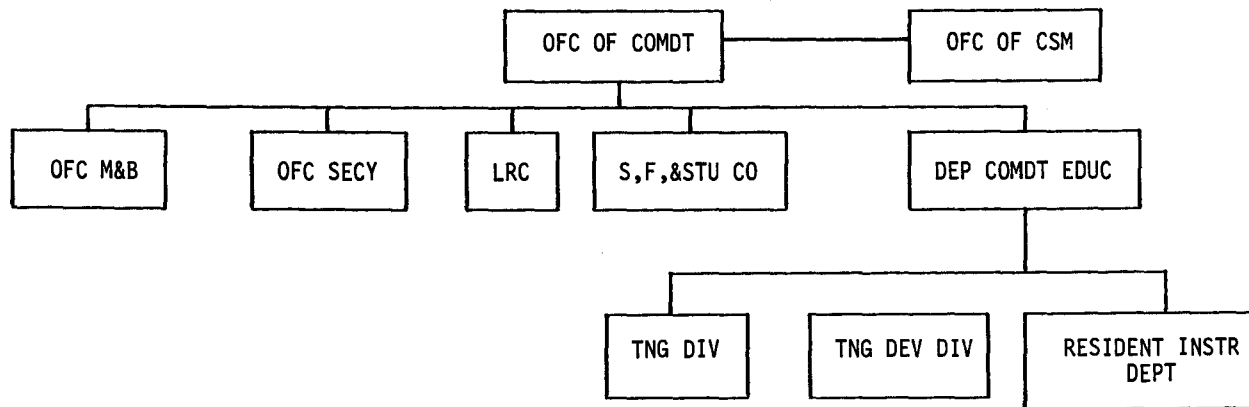 OFC OF COMDT
OFC OF CSM
OFC M&B
OFC SECY
LRC
S,F,&STU CO
DEP COMDT EDUC
TNG DIV
TNG DEV DIV
RESIDENT INSTR
DEPT